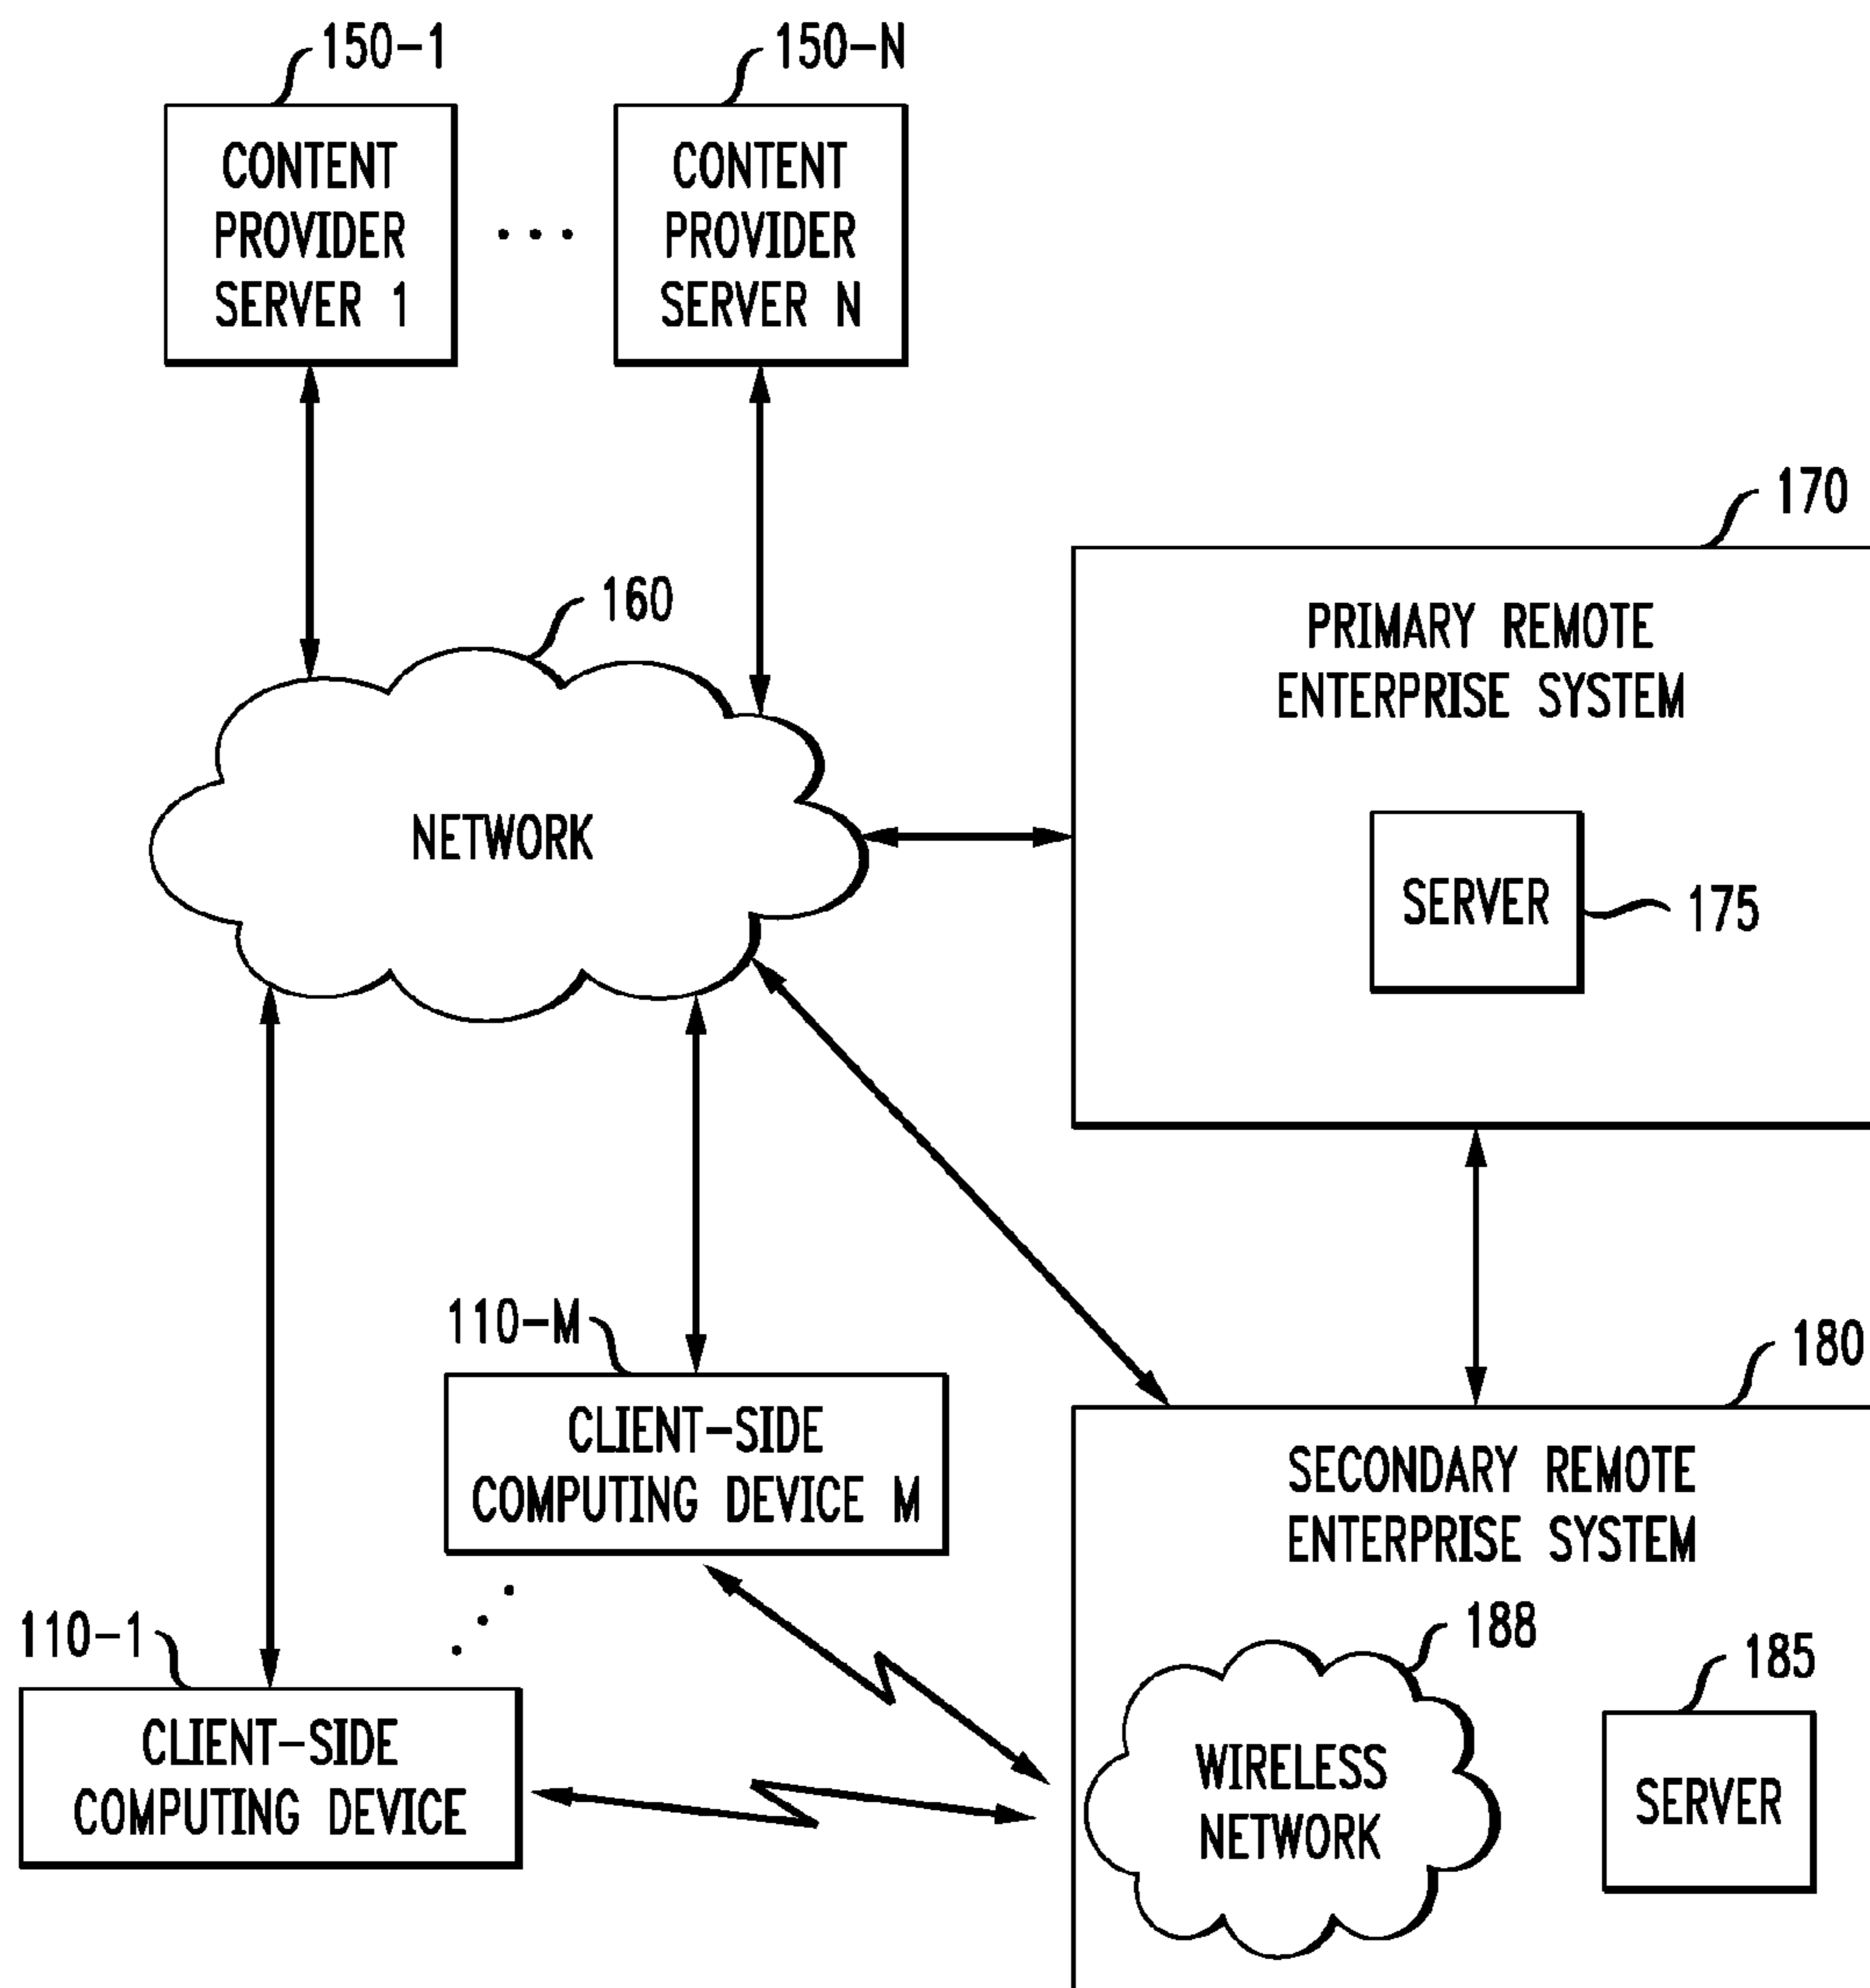 150-1
150-N
CONTENT
PROVIDER
SERVER 1
...
CONTENT
PROVIDER
SERVER N
170
160
PRIMARY REMOTE
ENTERPRISE SYSTEM
NETWORK
SERVER
175
110-M
180
CLIENT-SIDE
COMPUTING DEVICE M
SECONDARY REMOTE
ENTERPRISE SYSTEM
110-1
188
185
CLIENT-SIDE
COMPUTING DEVICE
WIRELESS
NETWORK
SERVER